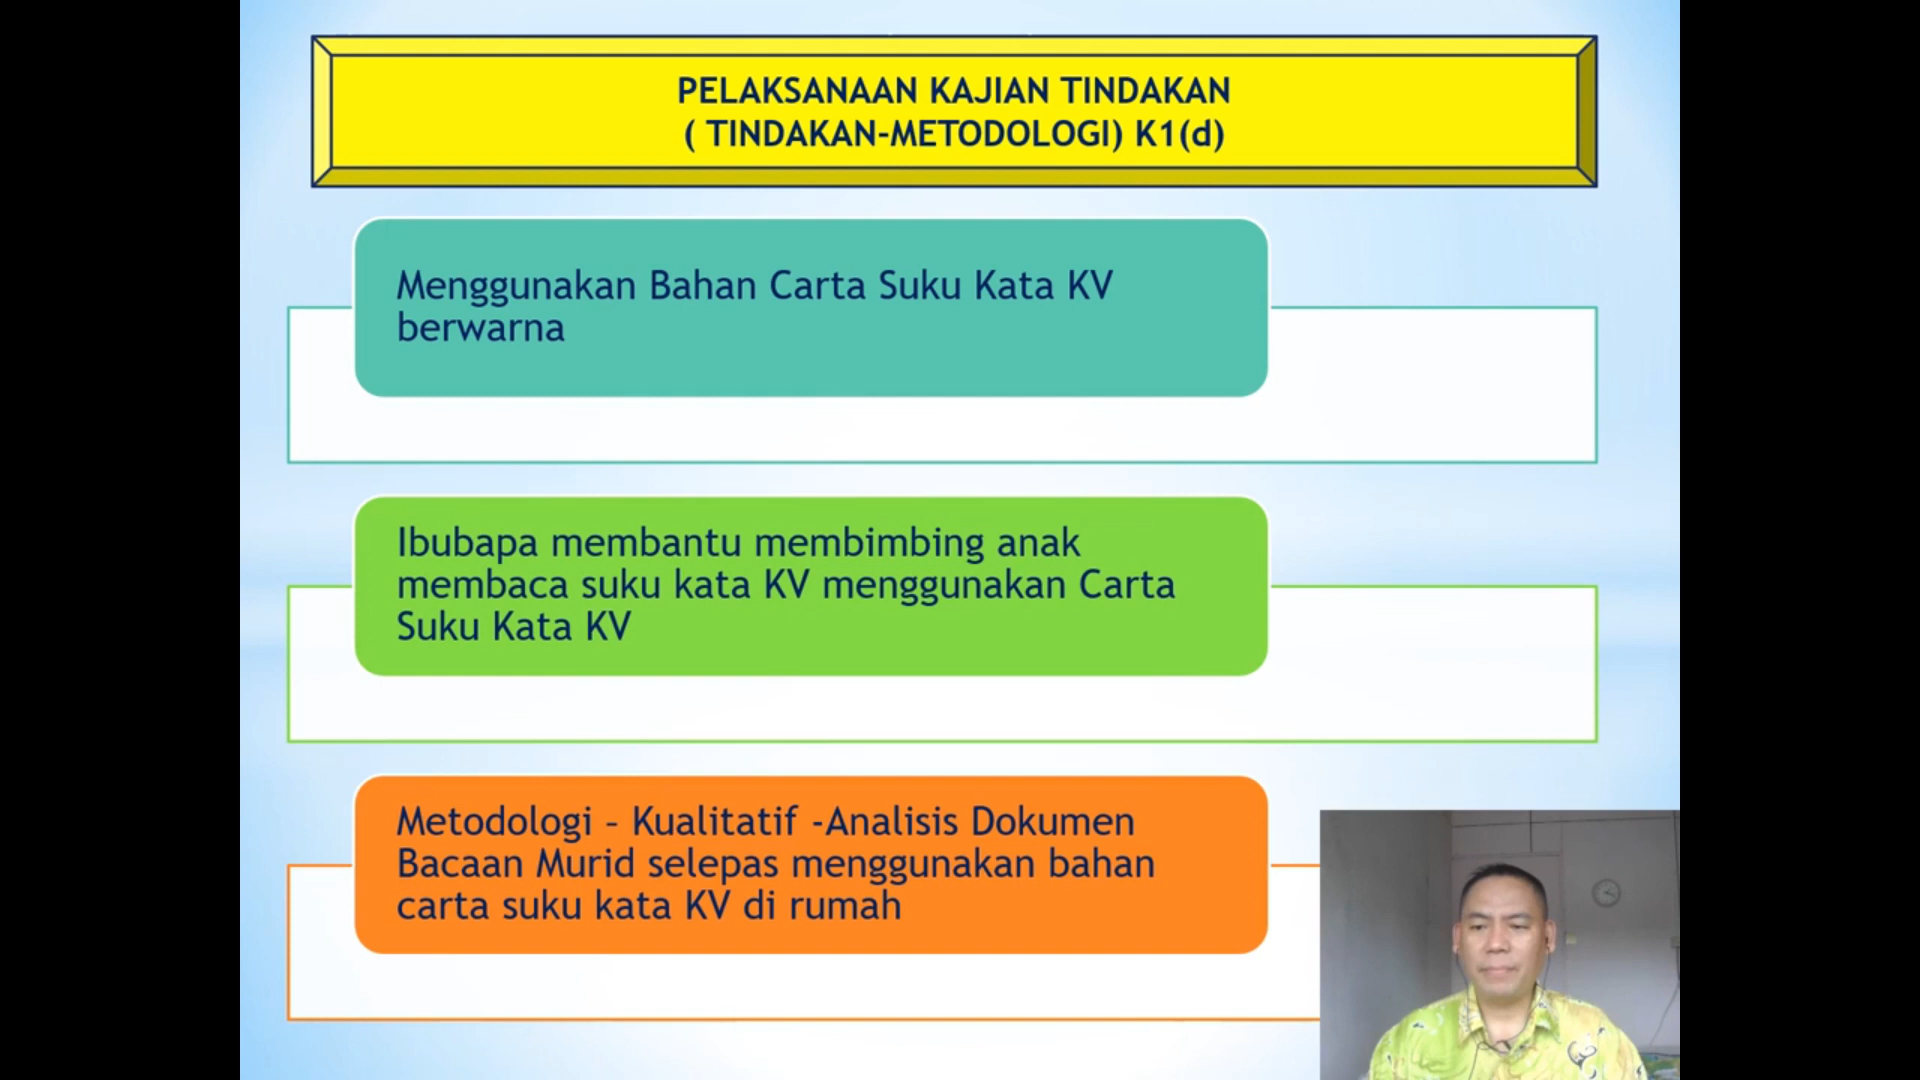 PELAKSANAAN KAJIAN TINDAKAN
( TINDAKAN-METODOLOGI) K1(d)
Menggunakan Bahan Carta Suku Kata KV
berwarna
Ibubapa membantu membimbing anak
membaca suku kata KV menggunakan Carta
Suku Kata KV
Metodologi – Kualitatif -Analisis Dokumen
Bacaan Murid selepas menggunakan bahan
carta suku kata KV di rumah